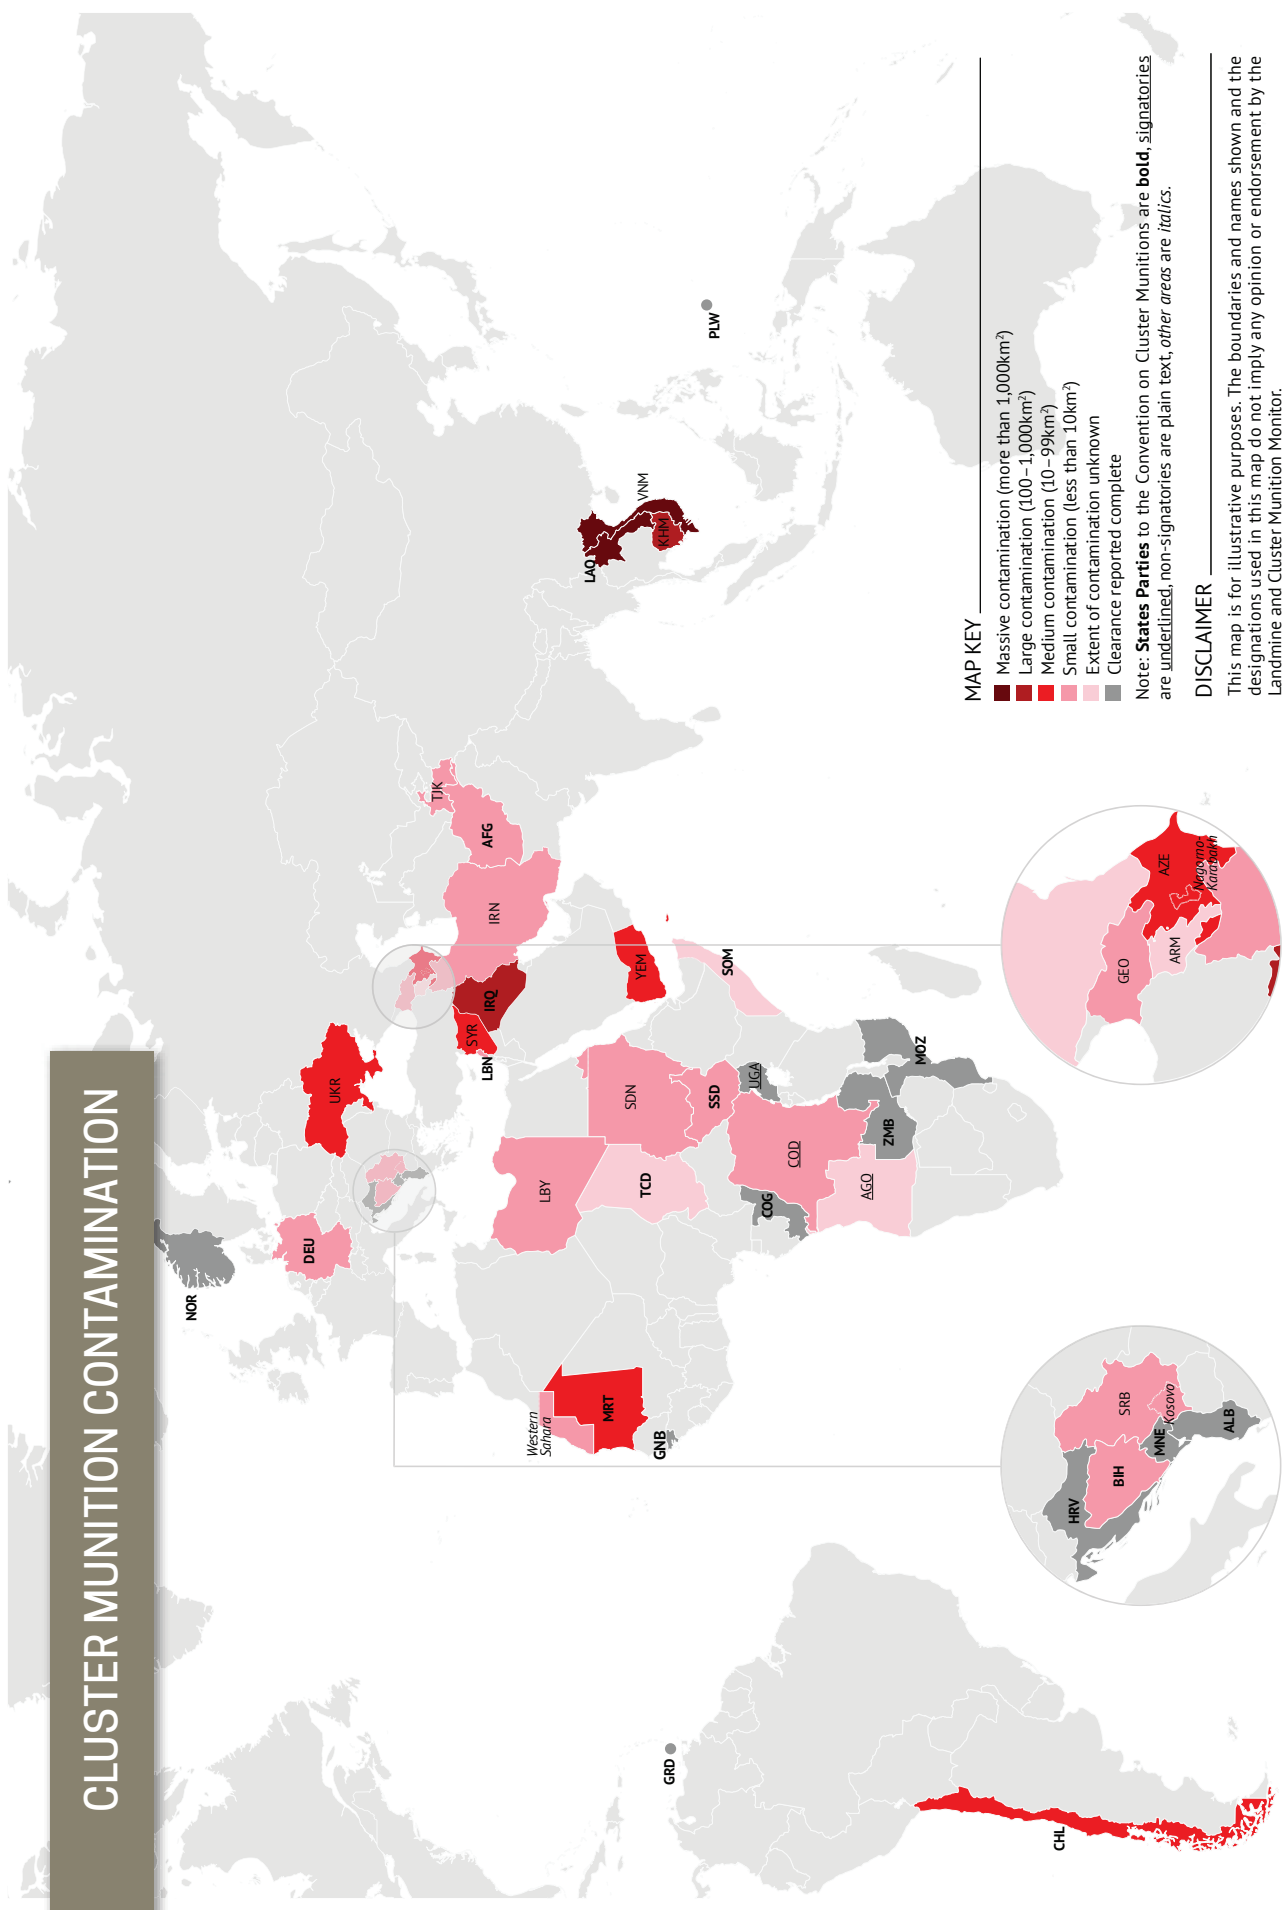 CLUSTER MUNITION CONTAMINATION
NOR
DEU
UKR
TJK
AFG
IRN
IRQ
SYR
LBN
YEM
SOM
LAO
VNM
KHM
PLW
Western
Sahara
MRT
GNB
LBY
TCD
SDN
SSD
UGA
COD
COG
AGO
ZMB
MOZ
GRD
CHL
HRV
BIH
SRB
Kosovo
MNE
ALB
GEO
ARM
AZE
Nagorno-
Karabakh
MAP KEY
Massive contamination (more than 1,000km²)
Large contamination (100–1,000km²)
Medium contamination (10–99km²)
Small contamination (less than 10km²)
Extent of contamination unknown
Clearance reported complete
Note: States Parties to the Convention on Cluster Munitions are bold, signatories
are underlined, non-signatories are plain text, other areas are italics.
DISCLAIMER
This map is for illustrative purposes. The boundaries and names shown and the
designations used in this map do not imply any opinion or endorsement by the
Landmine and Cluster Munition Monitor.